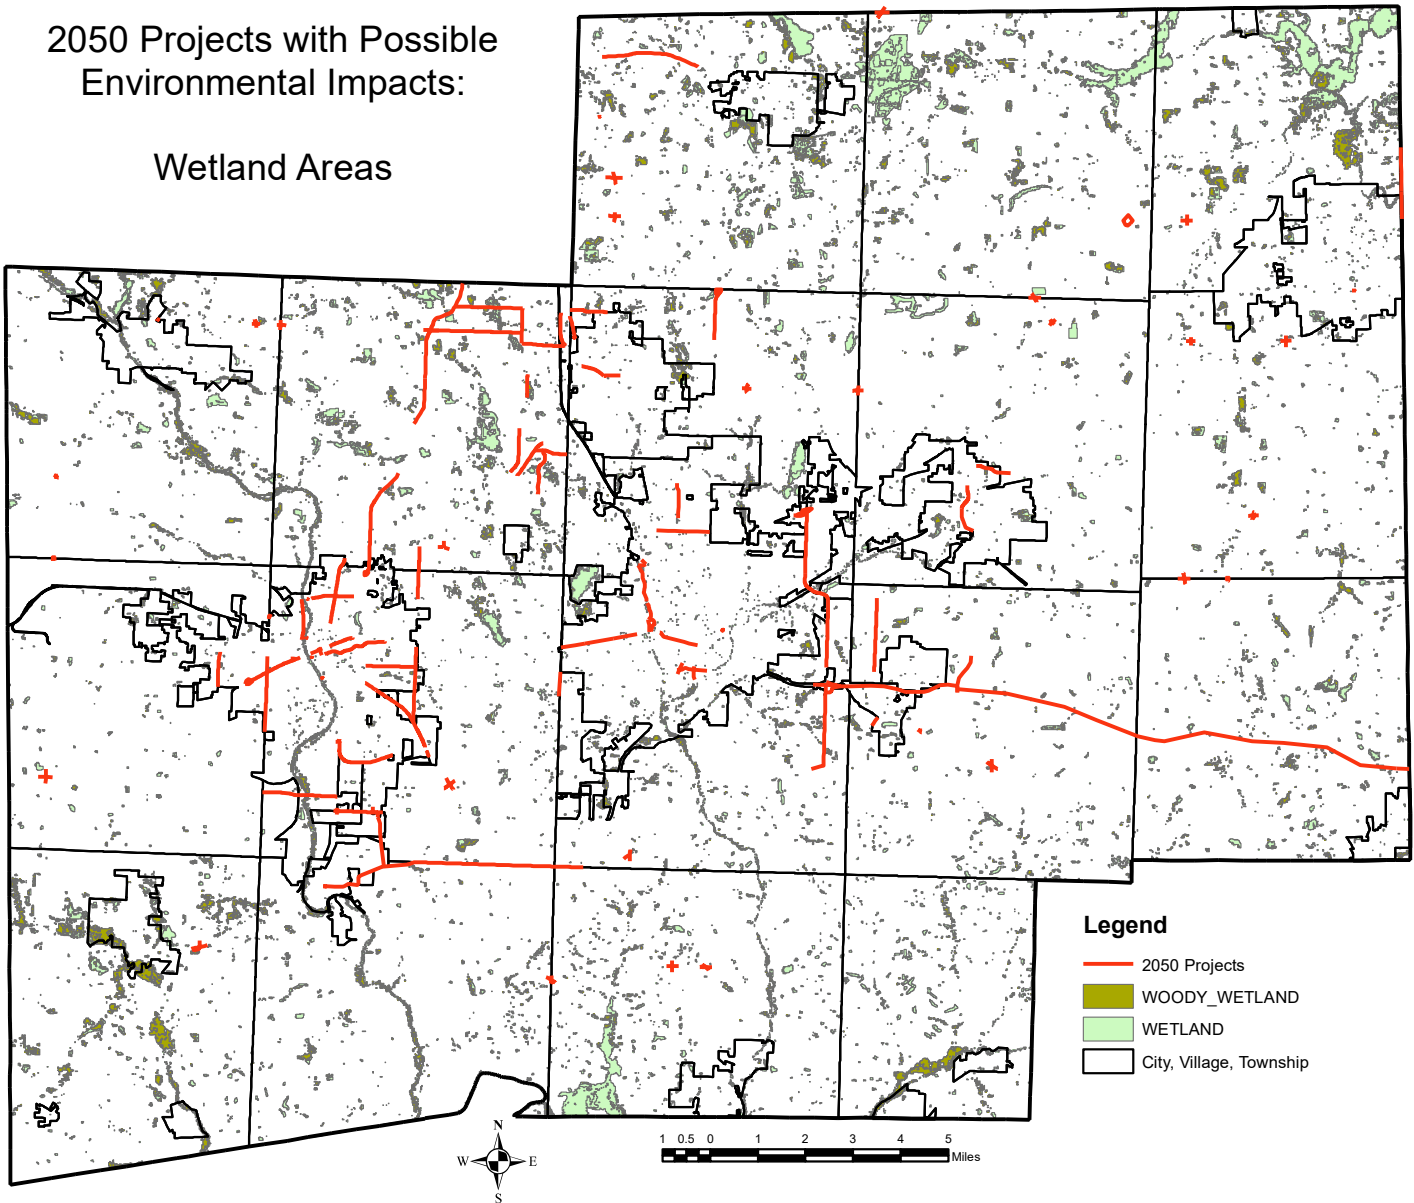 2050 Projects with Possible
Environmental Impacts:
Wetland Areas
Legend
2050 Projects
WOODY_WETLAND
WETLAND
City, Village, Township
N
W E
S
1 0.5 0 1 2 3 4 5
Miles